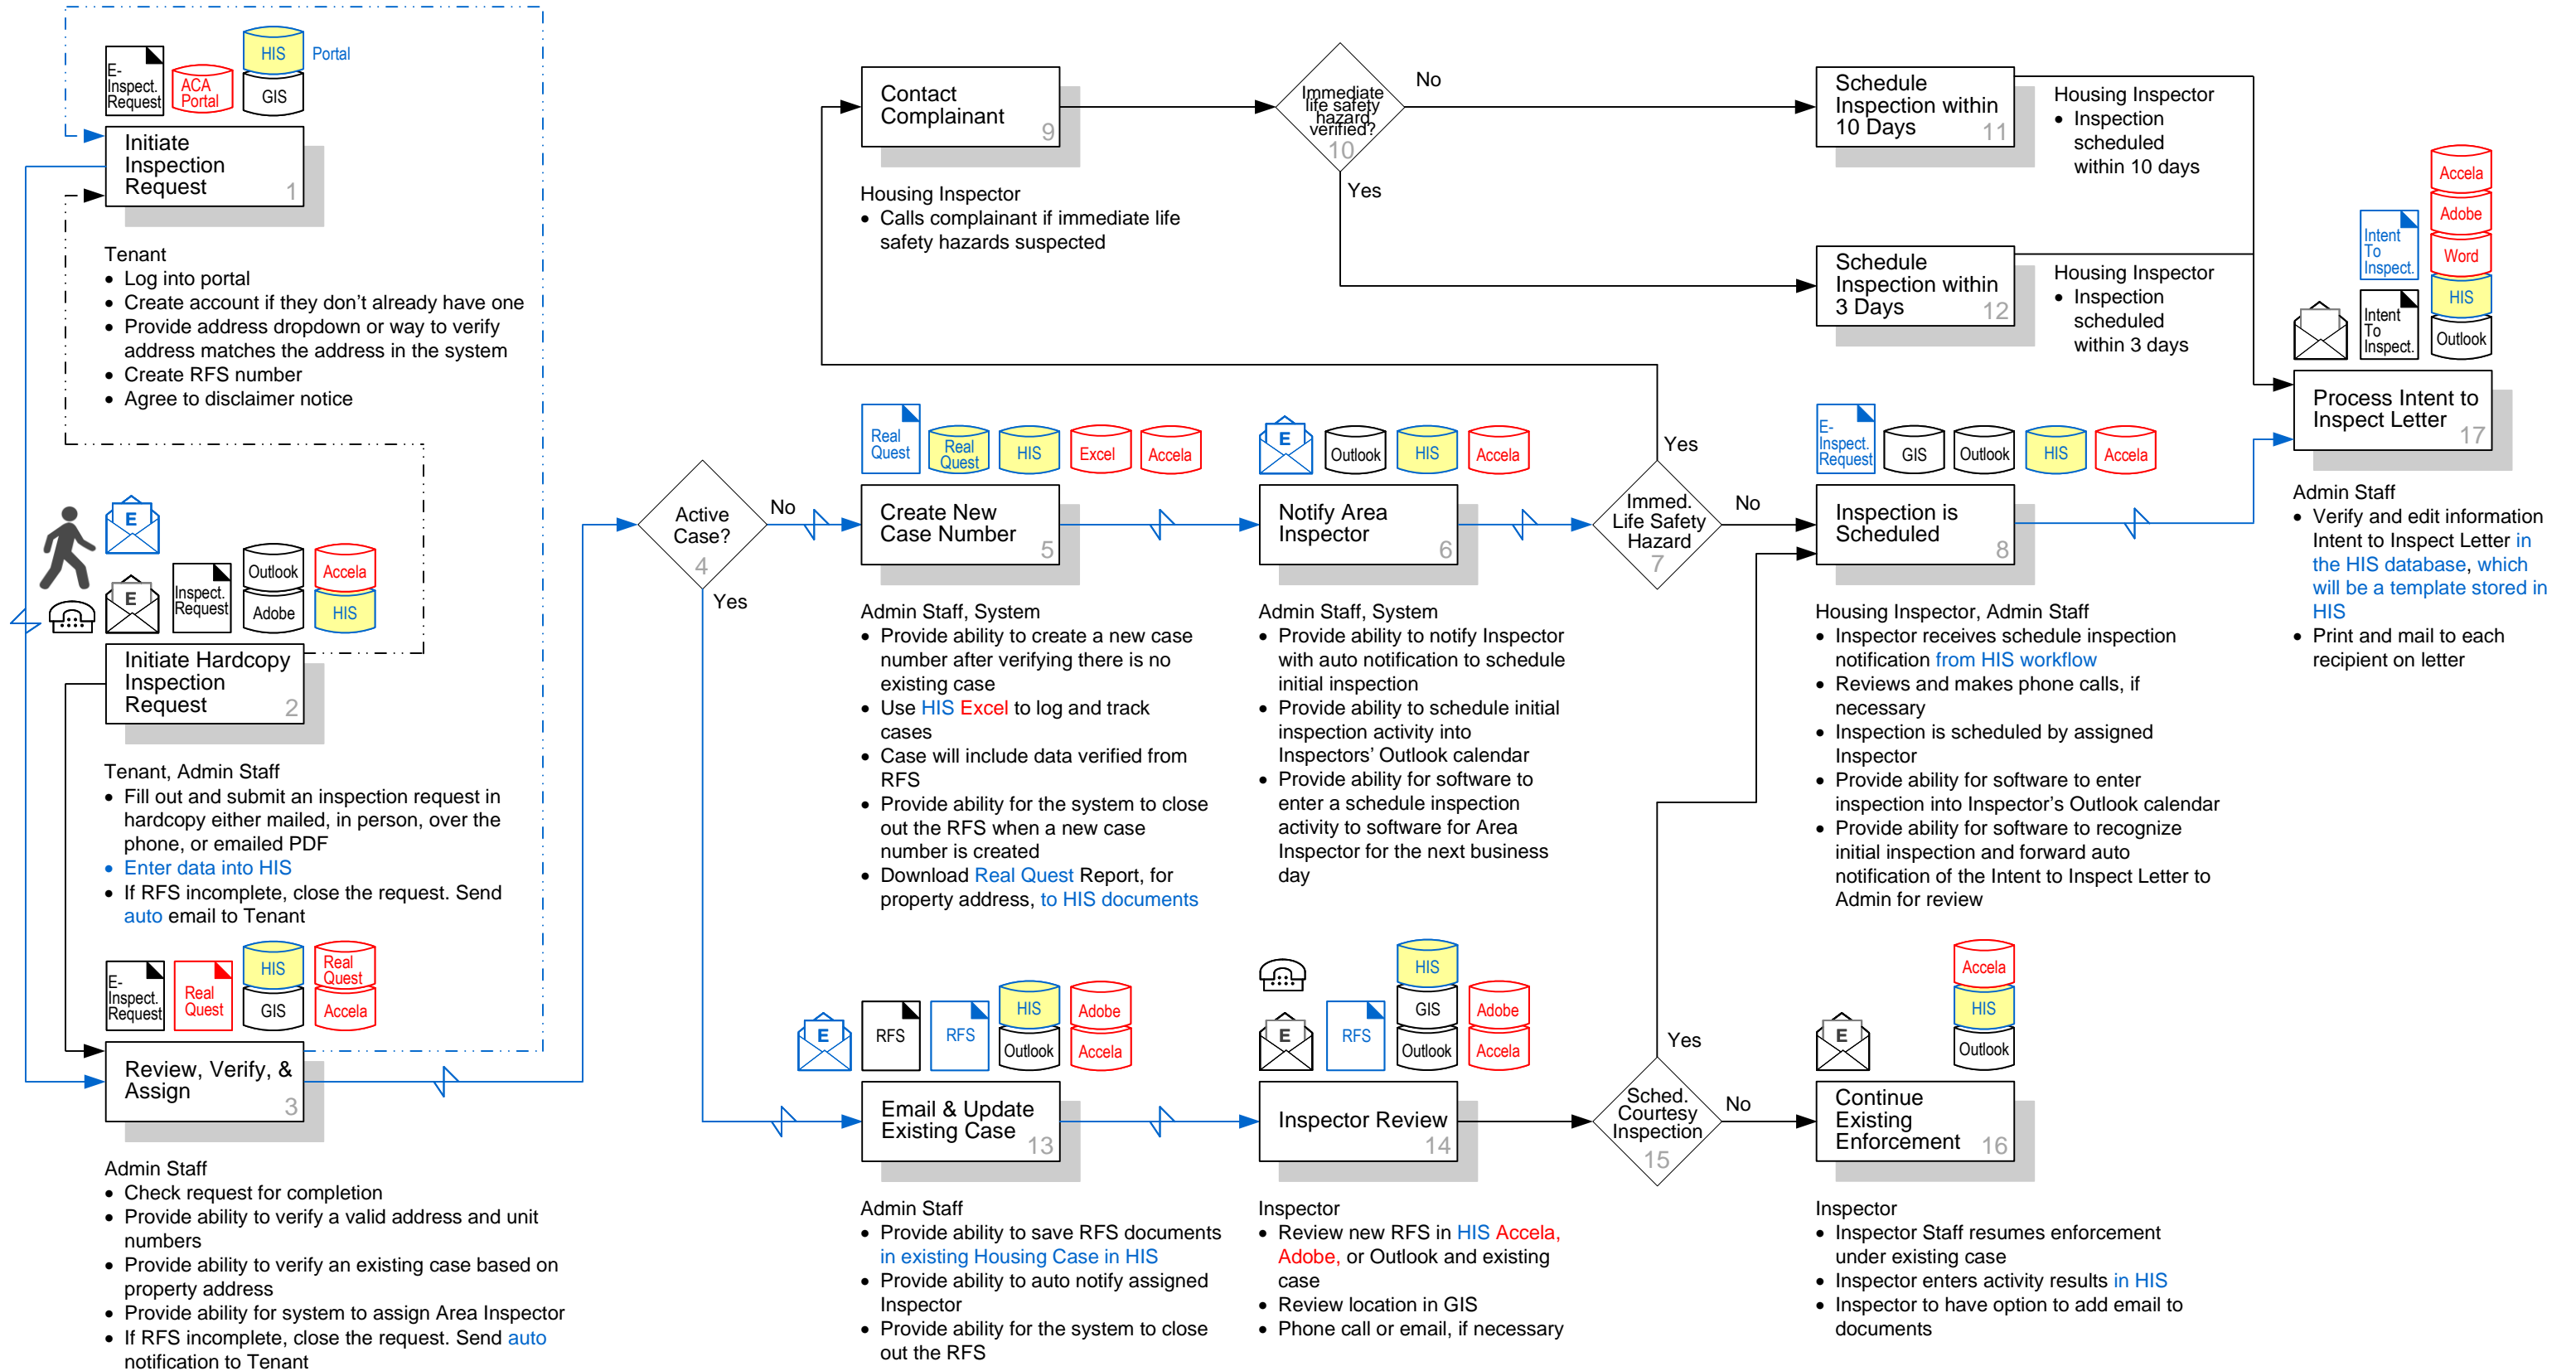 E-
Inspect.
Request
ACA
Portal
HIS
Portal
GIS
Initiate
Inspection
Request
1
Tenant
• Log into portal
• Create account if they don’t already have one
• Provide address dropdown or way to verify
address matches the address in the system
• Create RFS number
• Agree to disclaimer notice
E
E
Inspect.
Request
Outlook
Adobe
Accela
HIS
Initiate Hardcopy
Inspection
Request
2
Tenant, Admin Staff
• Fill out and submit an inspection request in
hardcopy either mailed, in person, over the
phone, or emailed PDF
• Enter data into HIS
• If RFS incomplete, close the request. Send
auto email to Tenant
E-
Inspect.
Request
Real
Quest
HIS
GIS
Real
Quest
Accela
Review, Verify, &
Assign
3
Admin Staff
• Check request for completion
• Provide ability to verify a valid address and unit
numbers
• Provide ability to verify an existing case based on
property address
• Provide ability for system to assign Area Inspector
• If RFS incomplete, close the request. Send auto
notification to Tenant
Active
Case?
4
No
Yes
Real
Quest
Real
Quest
HIS
Excel
Accela
Create New
Case Number
5
Admin Staff, System
• Provide ability to create a new case
number after verifying there is no
existing case
• Use HIS Excel to log and track
cases
• Case will include data verified from
RFS
• Provide ability for the system to close
out the RFS when a new case
number is created
• Download Real Quest Report, for
property address, to HIS documents
E
Outlook
HIS
Accela
Notify Area
Inspector
6
Admin Staff, System
• Provide ability to notify Inspector
with auto notification to schedule
initial inspection
• Provide ability to schedule initial
inspection activity into
Inspectors’ Outlook calendar
• Provide ability for software to
enter a schedule inspection
activity to software for Area
Inspector for the next business
day
Immed.
Life Safety
Hazard
7
Yes
No
E-
Inspect.
Request
GIS
Outlook
HIS
Accela
Inspection is
Scheduled
8
Housing Inspector, Admin Staff
• Inspector receives schedule inspection
notification from HIS workflow
• Reviews and makes phone calls, if
necessary
• Inspection is scheduled by assigned
Inspector
• Provide ability for software to enter
inspection into Inspector’s Outlook calendar
• Provide ability for software to recognize
initial inspection and forward auto
notification of the Intent to Inspect Letter to
Admin for review
Contact
Complainant
9
Housing Inspector
• Calls complainant if immediate life
safety hazards suspected
Immediate
life safety
hazard
verified?
10
No
Yes
Schedule
Inspection within
10 Days
11
Housing Inspector
• Inspection
scheduled
within 10 days
Schedule
Inspection within
3 Days
12
Housing Inspector
• Inspection
scheduled
within 3 days
E
RFS
RFS
HIS
Outlook
Adobe
Accela
Email & Update
Existing Case
13
Admin Staff
• Provide ability to save RFS documents
in existing Housing Case in HIS
• Provide ability to auto notify assigned
Inspector
• Provide ability for the system to close
out the RFS
E
RFS
HIS
GIS
Outlook
Adobe
Accela
Inspector Review
14
Inspector
• Review new RFS in HIS Accela,
Adobe, or Outlook and existing
case
• Review location in GIS
• Phone call or email, if necessary
Sched.
Courtesy
Inspection
15
Yes
No
E
Accela
HIS
Outlook
Continue
Existing
Enforcement
16
Inspector
• Inspector Staff resumes enforcement
under existing case
• Inspector enters activity results in HIS
• Inspector to have option to add email to
documents
Intent
To
Inspect.
Intent
To
Inspect.
Accela
Adobe
Word
HIS
Outlook
Process Intent to
Inspect Letter
17
Admin Staff
• Verify and edit information
Intent to Inspect Letter in
the HIS database, which
will be a template stored in
HIS
• Print and mail to each
recipient on letter